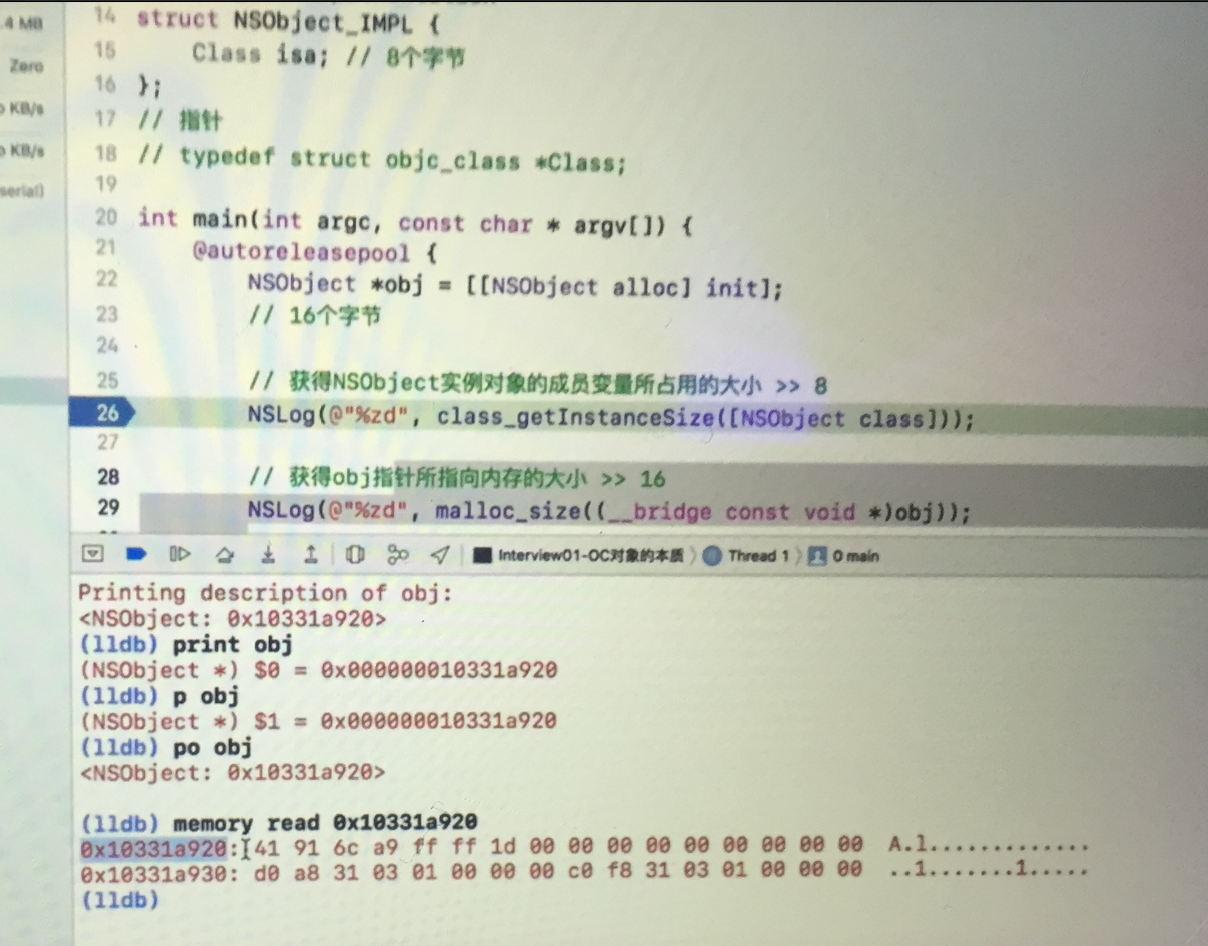 .4 MB
Zero
KB/s
KB/s
serial)
14 struct NSObject_IMPL {
15 Class isa; // 8个字节
16 };
17 // 指针
18 // typedef struct objc_class *Class;
19
20 int main(int argc, const char * argv[]) {
21 @autoreleasepool {
22 NSObject *obj = [[NSObject alloc] init];
23 // 16个字节
24
25 // 获得NSObject实例对象的成员变量所占用的大小 >> 8
26 NSLog(@"%zd", class_getInstanceSize([NSObject class]));
27
28 // 获得obj指针所指向内存的大小 >> 16
29 NSLog(@"%zd", malloc_size((__bridge const void *)obj));
Interview01-OC对象的本质 〉 Thread 1 〉 0 main
Printing description of obj:
<NSObject: 0x10331a920>
(lldb) print obj
(NSObject *) $0 = 0x000000010331a920
(lldb) p obj
(NSObject *) $1 = 0x000000010331a920
(lldb) po obj
<NSObject: 0x10331a920>
(lldb) memory read 0x10331a920
0x10331a920: 41 91 6c a9 ff ff 1d 00 00 00 00 00 00 00 00 00 A.l.............
0x10331a930: d0 a8 31 03 01 00 00 00 c0 f8 31 03 01 00 00 00 ..1.......1.....
(lldb)